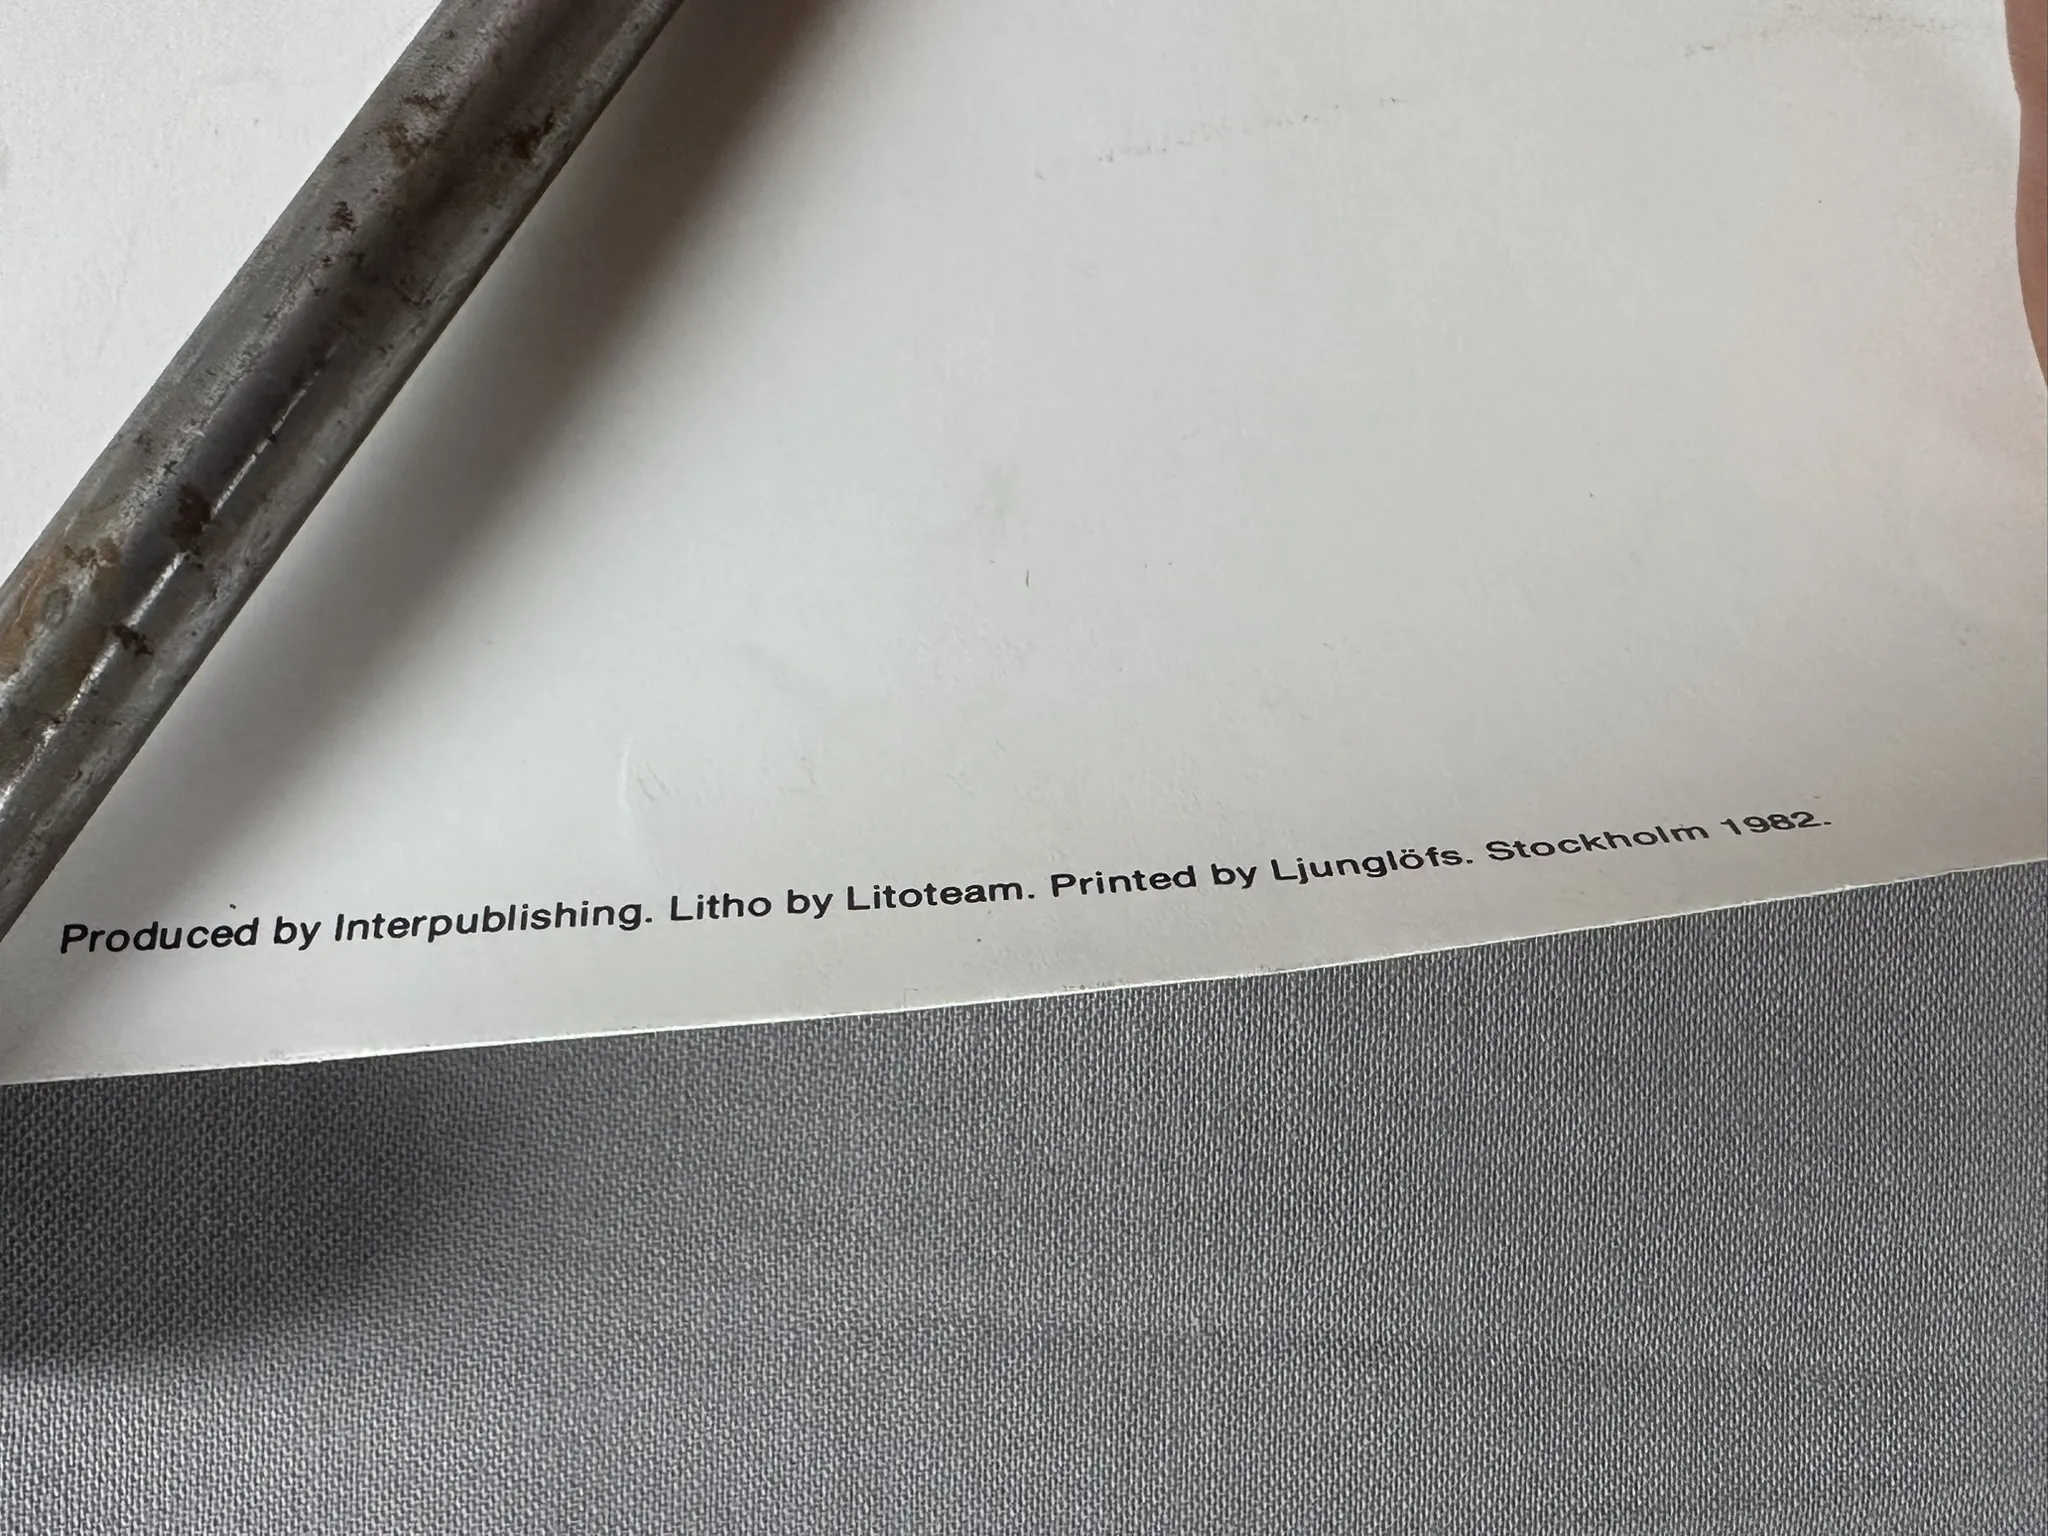 Produced by Interpublishing. Litho by Litoteam. Printed by Ljunglöfs. Stockholm 1982.